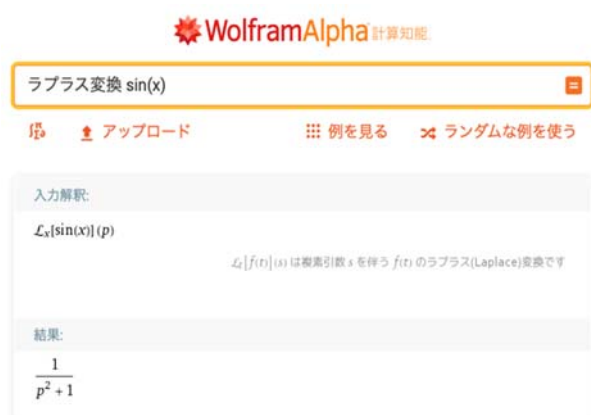 WolframAlpha 計算知能
ラプラス変換 sin(x)
アップロード 例を見る ランダムな例を使う
入力解釈:
ℒₓ[sin(x)](p)
ℒₜ[f(t)](s) は複素引数 s を伴う f(t) のラプラス(Laplace)変換です
結果:
1
p² + 1